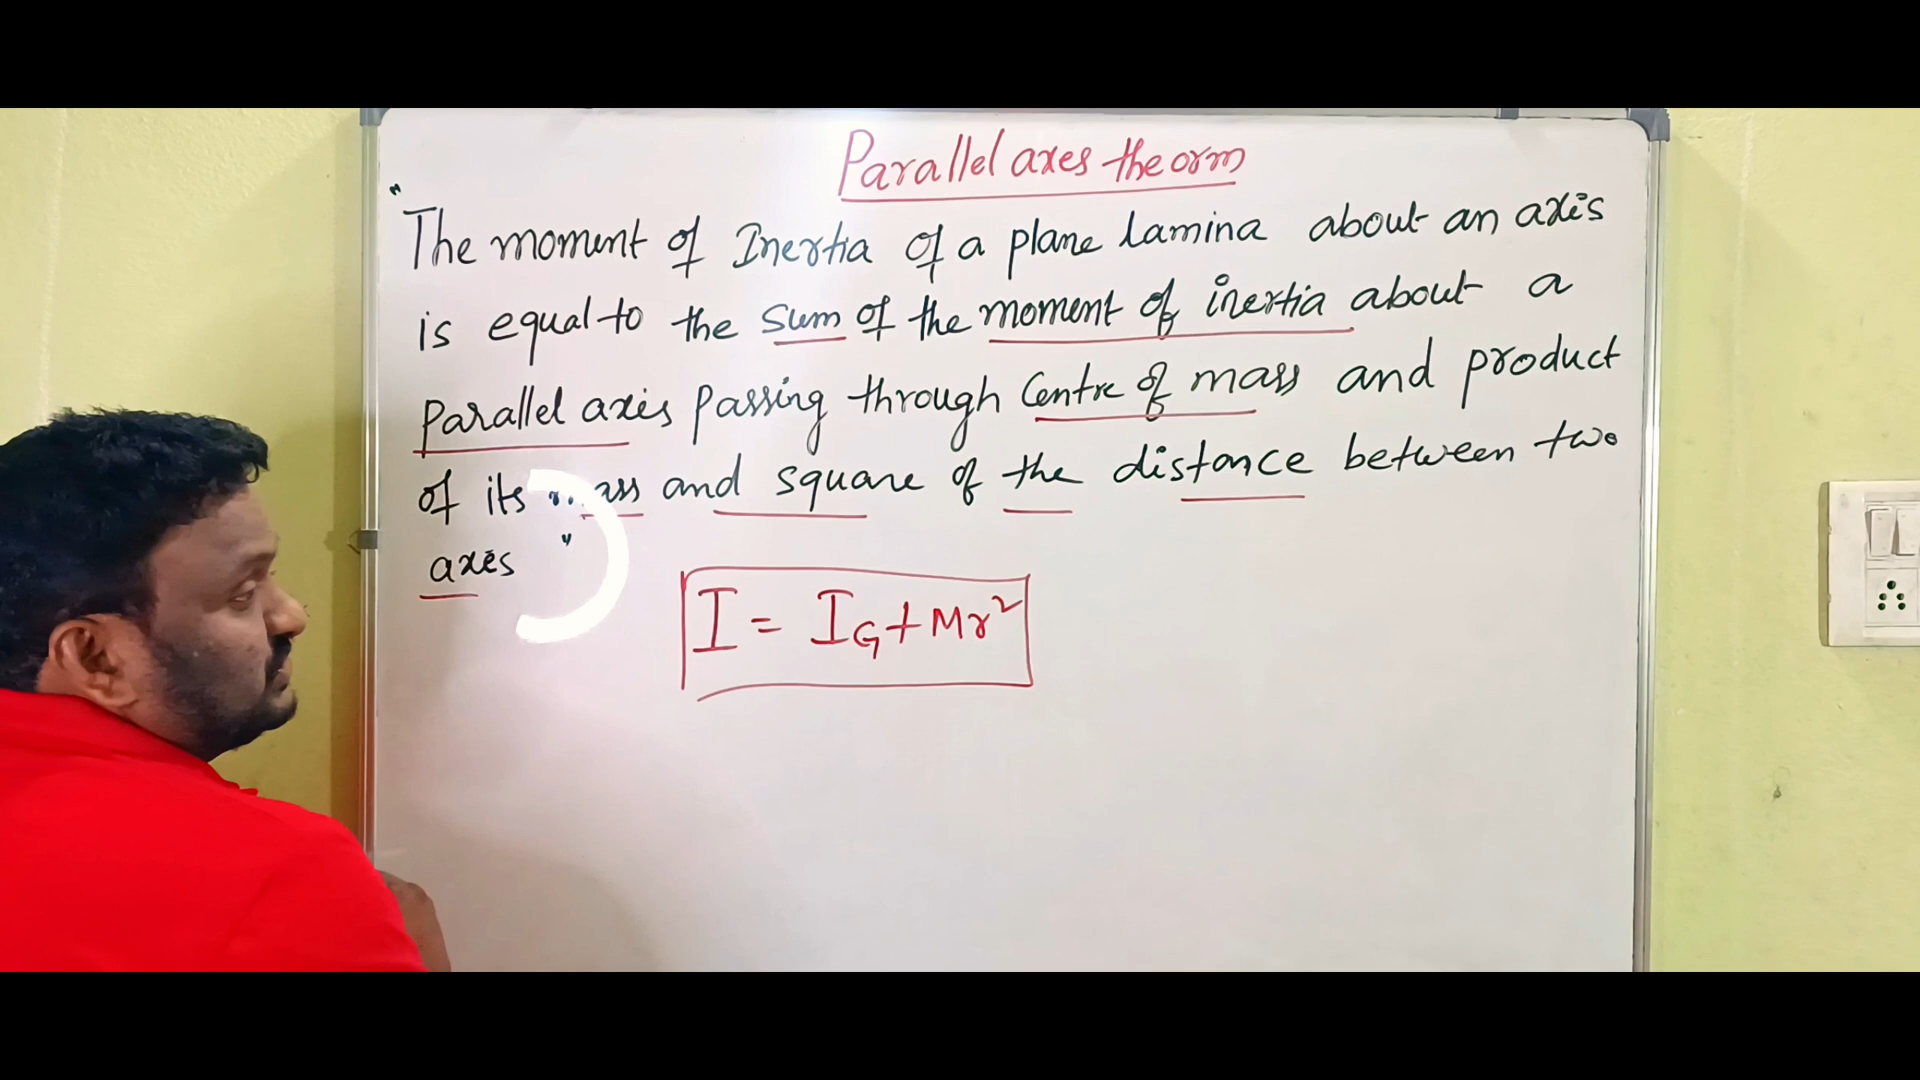 Parallel axes theorm
"The moment of Inertia of a plane lamina about an axis
is equal to the sum of the moment of inertia about a
Parallel axis passing through Centre of mass and product
of its mass and square of the distance between two
axes "
I = IG + Mr²